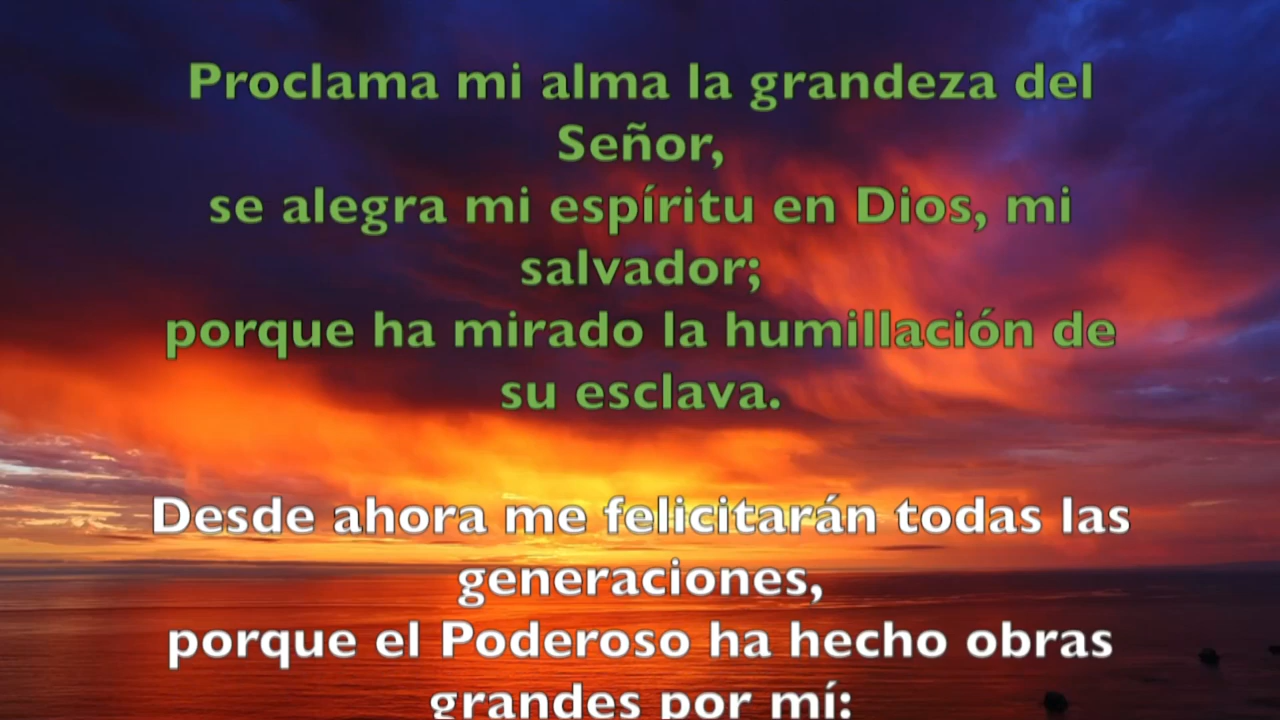 Proclama mi alma la grandeza del
Señor,
se alegra mi espíritu en Dios, mi
salvador;
porque ha mirado la humillación de
su esclava.
Desde ahora me felicitarán todas las
generaciones,
porque el Poderoso ha hecho obras
grandes por mí: